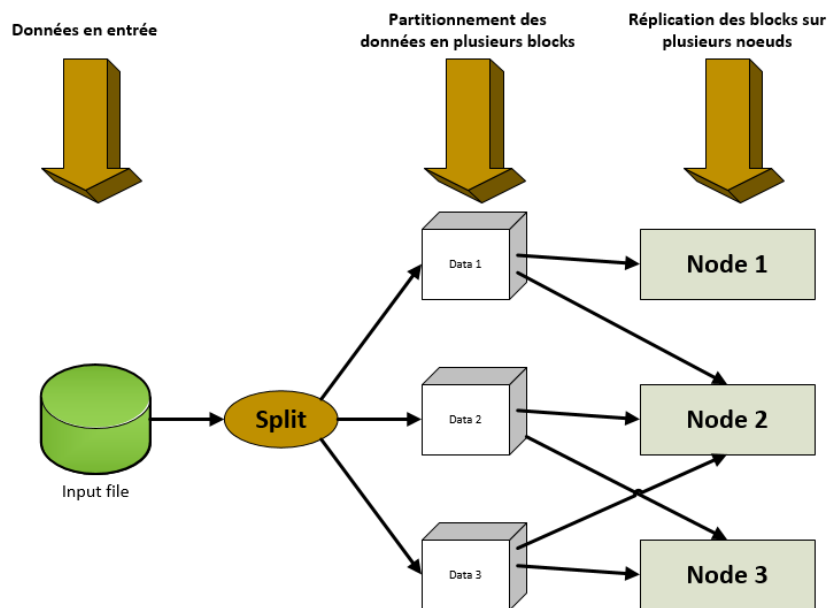 Données en entrée
Partitionnement des
données en plusieurs blocks
Réplication des blocks sur
plusieurs noeuds
Data 1
Node 1
Input file
Split
Data 2
Node 2
Data 3
Node 3